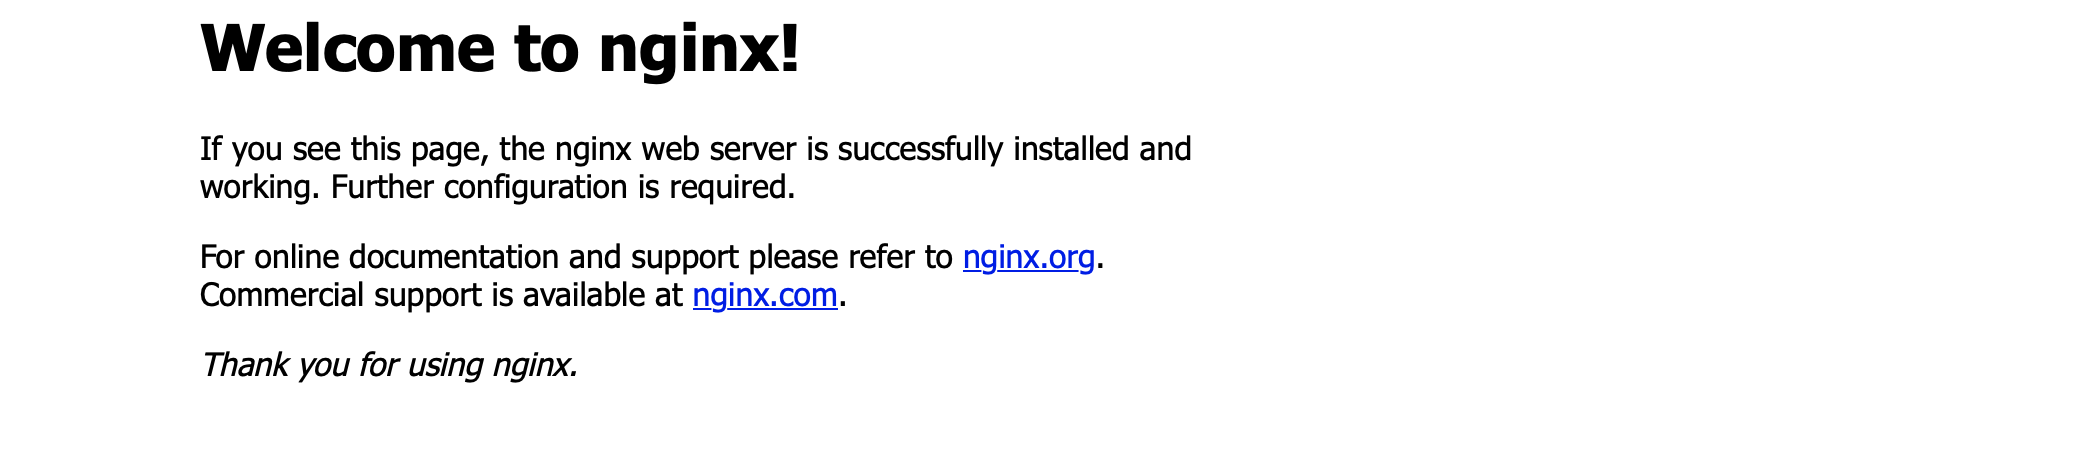 Welcome to nginx!
If you see this page, the nginx web server is successfully installed and
working. Further configuration is required.
For online documentation and support please refer to nginx.org.
Commercial support is available at nginx.com.
Thank you for using nginx.